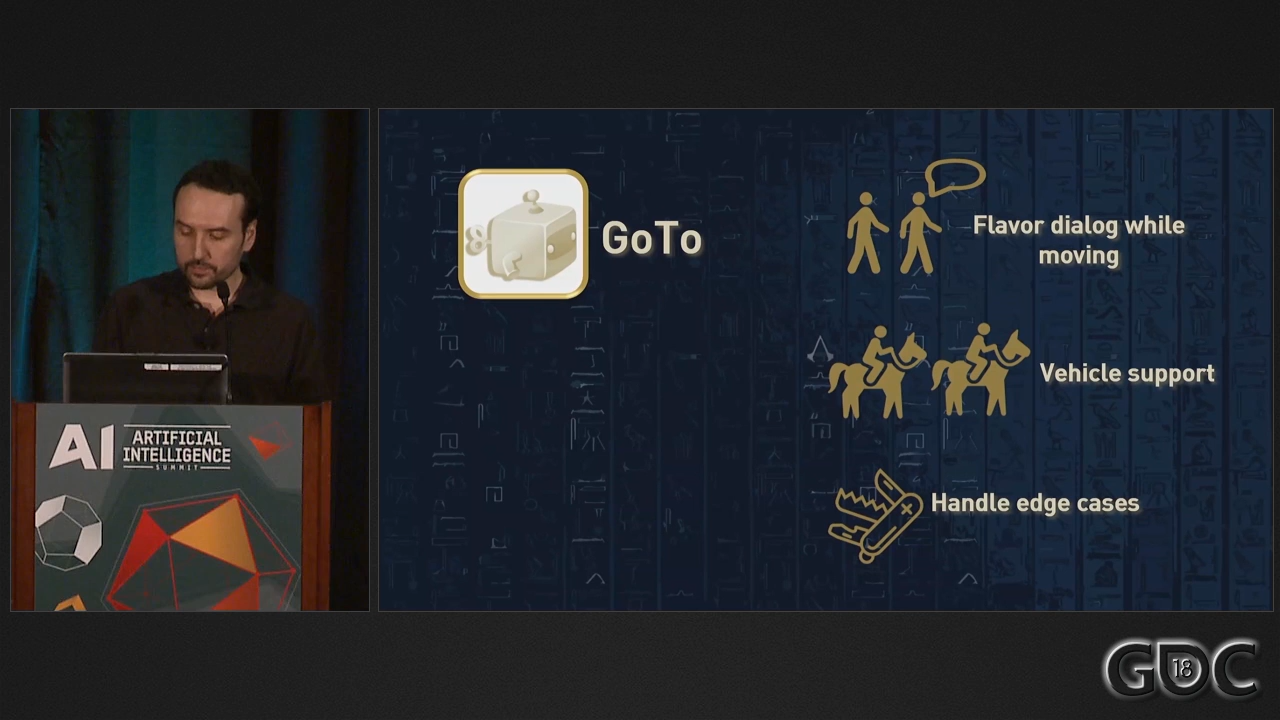 GoTo
Flavor dialog while
moving
Vehicle support
Handle edge cases
AI
ARTIFICIAL
INTELLIGENCE
SUMMIT
GDC
18